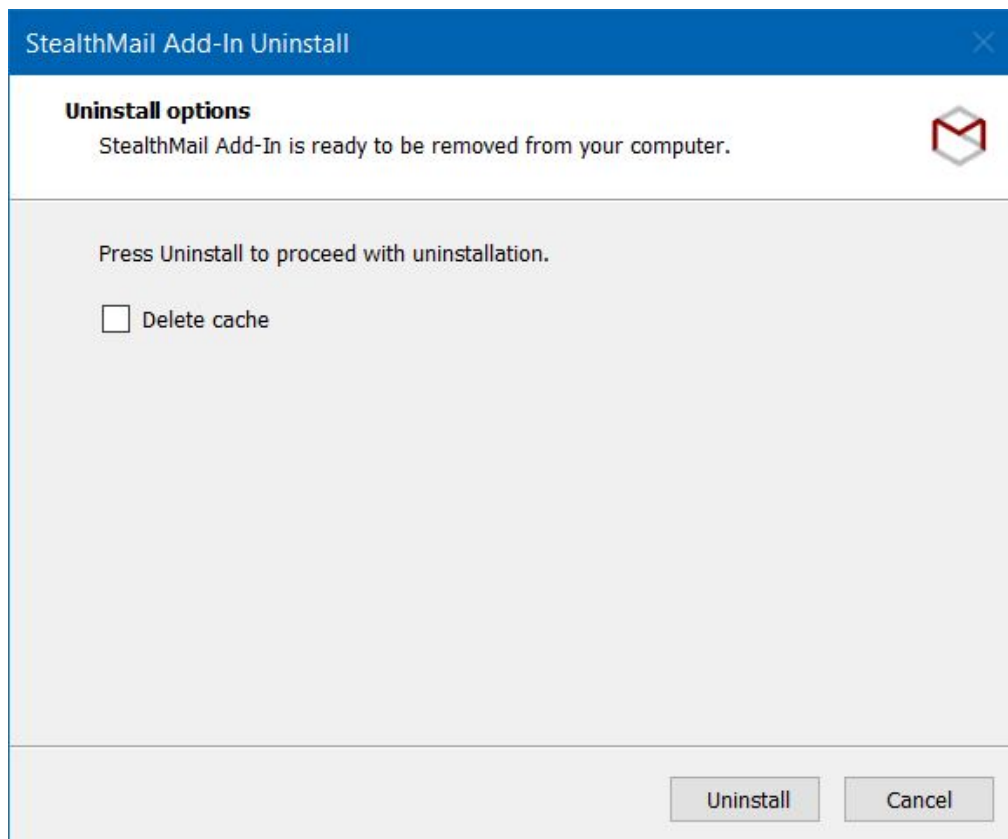 StealthMail Add-In Uninstall
Uninstall options
StealthMail Add-In is ready to be removed from your computer.
Press Uninstall to proceed with uninstallation.
Delete cache
Uninstall Cancel